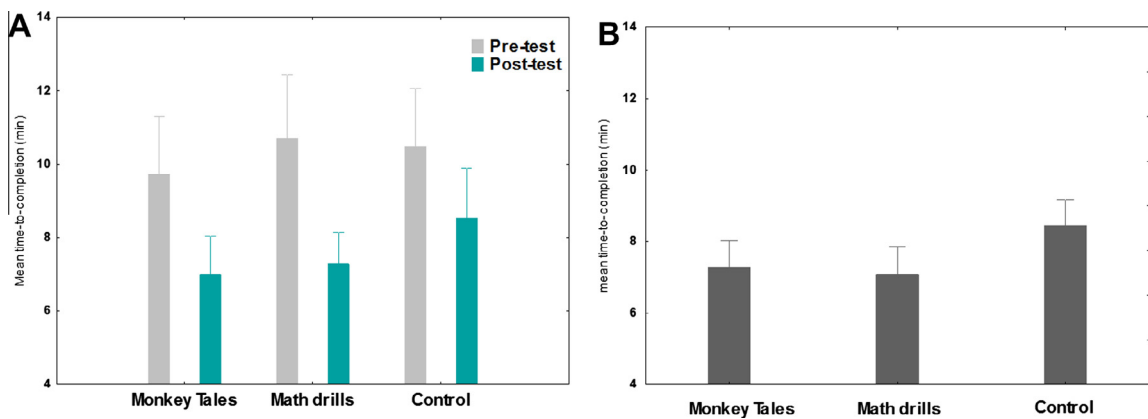 A
14
12
10
8
6
4
Mean time-to-completion (min)
Pre-test
Post-test
Monkey Tales
Math drills
Control
B
14
12
10
8
6
4
mean time-to-completion (min)
Monkey Tales
Math drills
Control